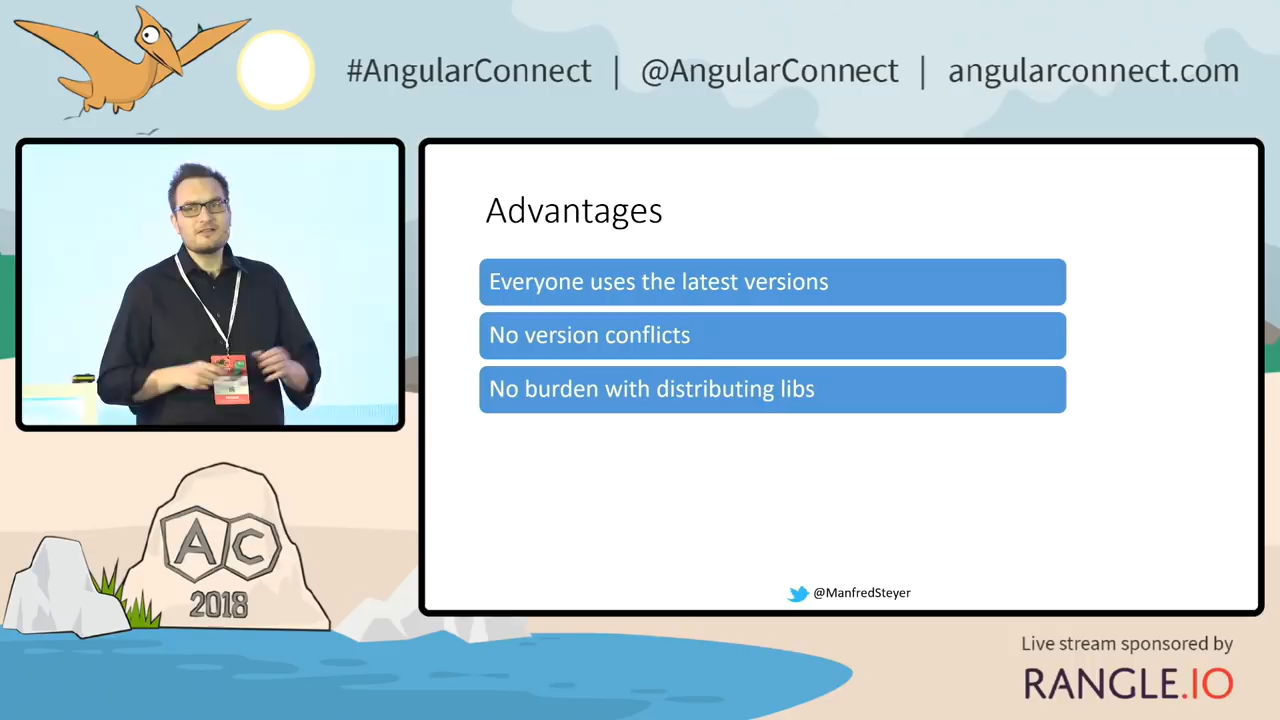 #AngularConnect | @AngularConnect | angularconnect.com
Advantages
Everyone uses the latest versions
No version conflicts
No burden with distributing libs
@ManfredSteyer
AC
2018
Live stream sponsored by
RANGLE.IO